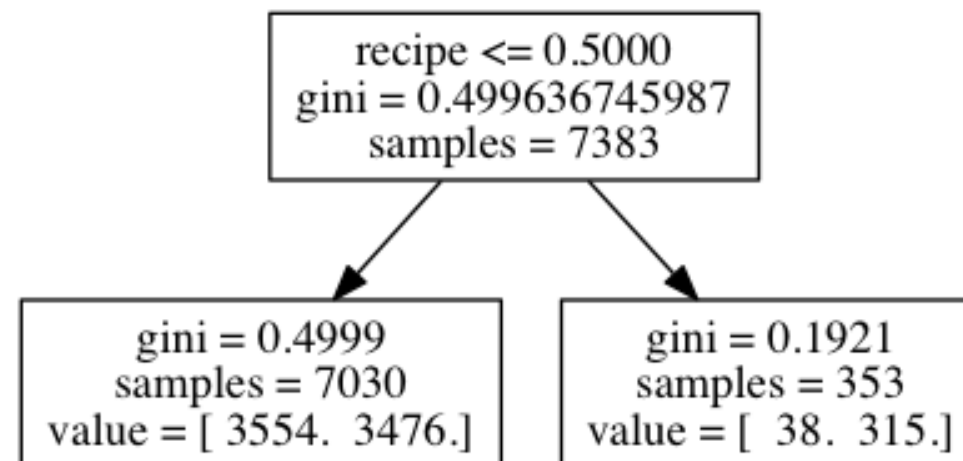 recipe <= 0.5000
gini = 0.499636745987
samples = 7383
gini = 0.4999
samples = 7030
value = [ 3554.  3476.]
gini = 0.1921
samples = 353
value = [  38.  315.]